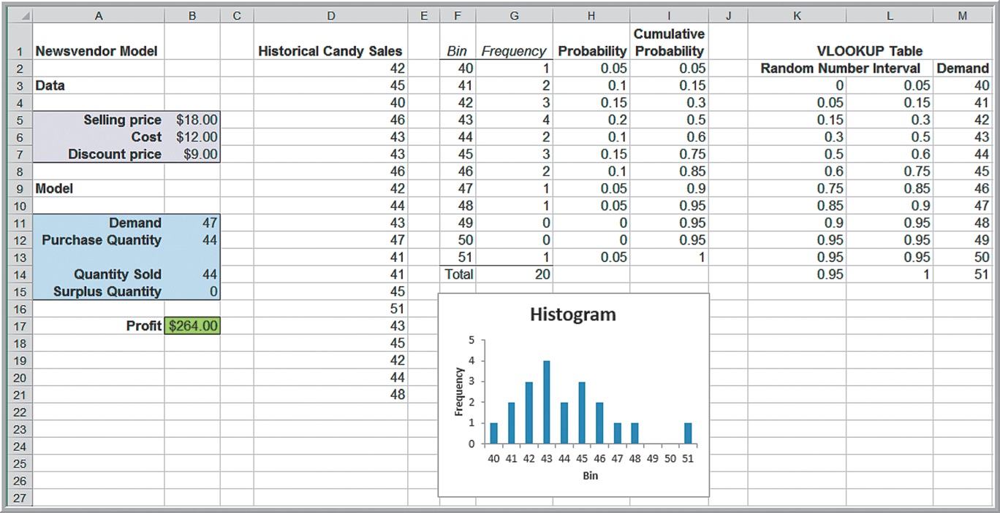 A B C D E F G H I J K L M
Cumulative
1 Newsvendor Model Historical Candy Sales Bin Frequency Probability Probability VLOOKUP Table
2 42 40 1 0.05 0.05 Random Number Interval Demand
3 Data 45 41 2 0.1 0.15 0 0.05 40
4 40 42 3 0.15 0.3 0.05 0.15 41
5 Selling price $18.00 46 43 4 0.2 0.5 0.15 0.3 42
6 Cost $12.00 43 44 2 0.1 0.6 0.3 0.5 43
7 Discount price $9.00 43 45 3 0.15 0.75 0.5 0.6 44
8 46 46 2 0.1 0.85 0.6 0.75 45
9 Model 42 47 1 0.05 0.9 0.75 0.85 46
10 44 48 1 0.05 0.95 0.85 0.9 47
11 Demand 47 43 49 0 0 0.95 0.9 0.95 48
12 Purchase Quantity 44 47 50 0 0 0.95 0.95 0.95 49
13 41 51 1 0.05 1 0.95 0.95 50
14 Quantity Sold 44 41 Total 20 0.95 1 51
15 Surplus Quantity 0 45
16 51
17 Profit $264.00 43
18 45
19 42
20 44
21 48
22
23
24
25
26
27
Histogram
Frequency
5
4
3
2
1
0
40 41 42 43 44 45 46 47 48 49 50 51
Bin